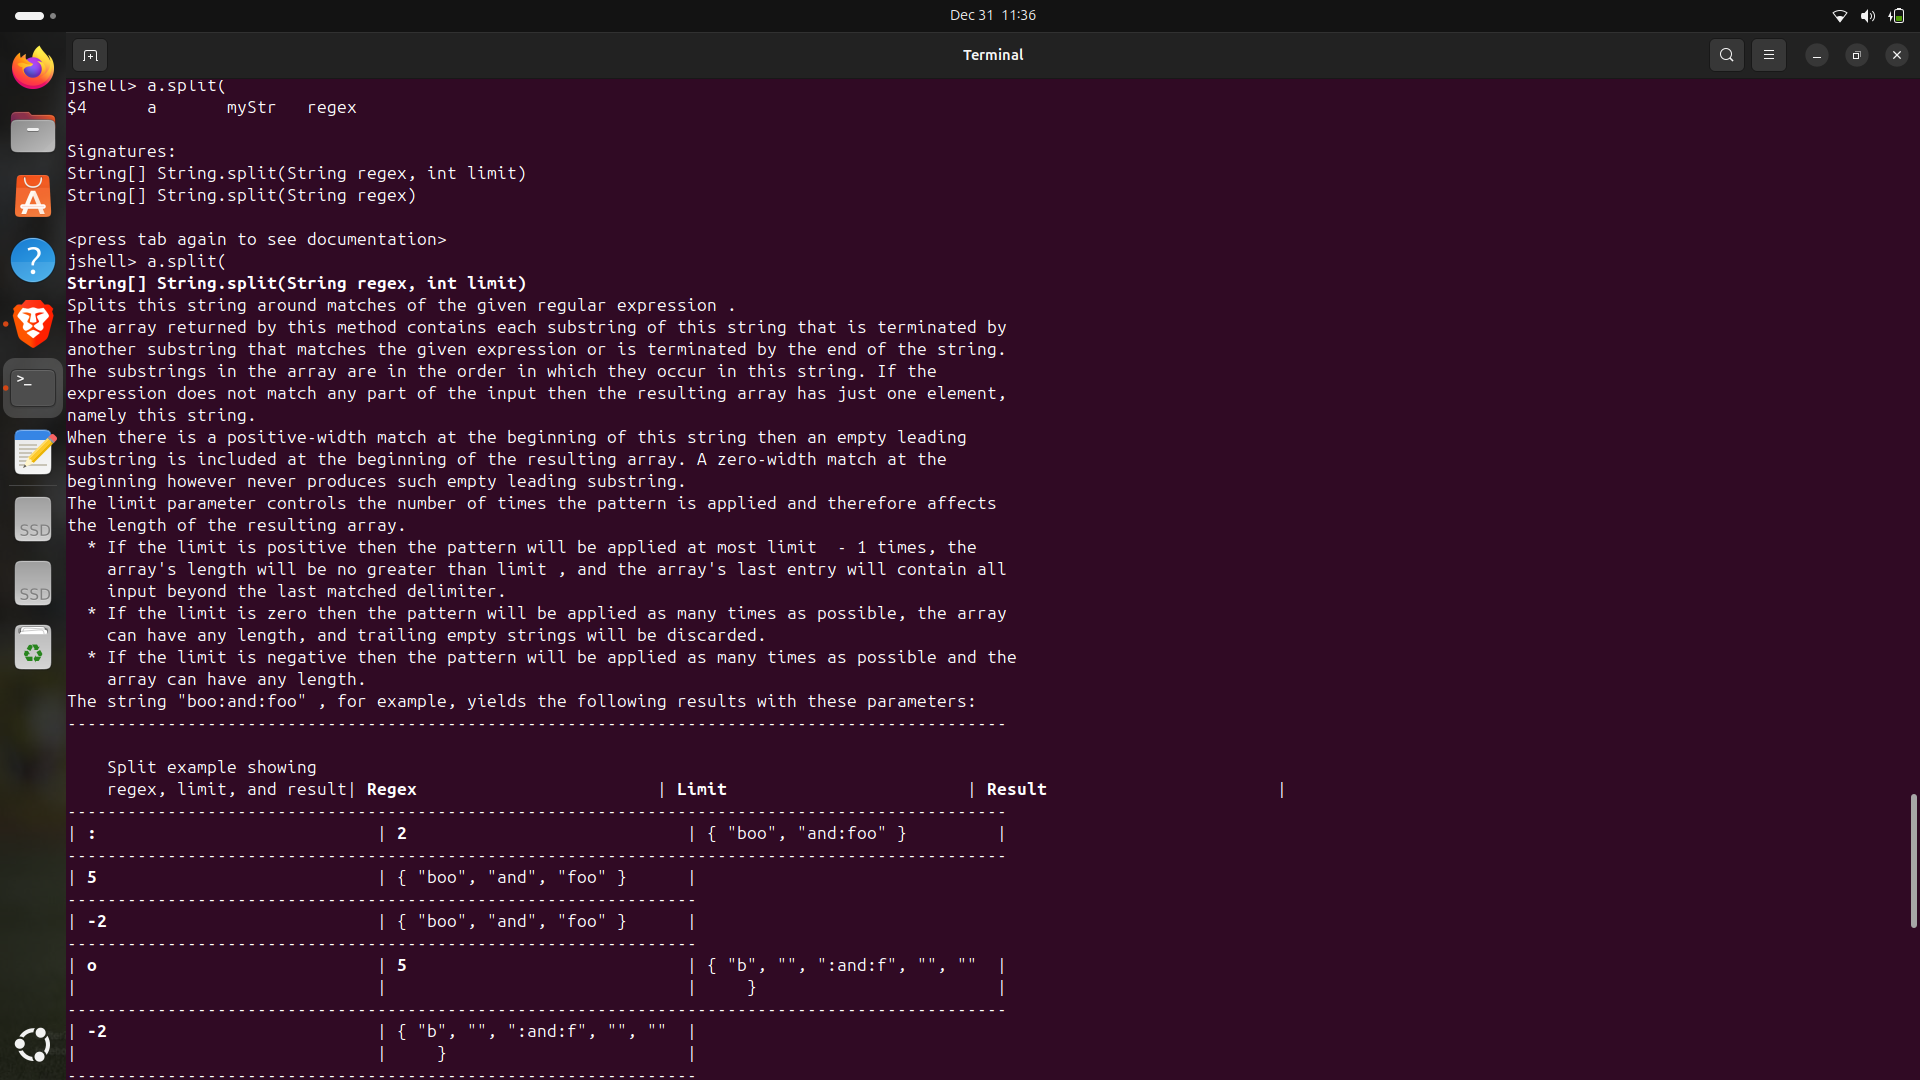 Dec 31 11:36
Terminal
jshell> a.split(
$4      a       myStr   regex
Signatures:
String[] String.split(String regex, int limit)
String[] String.split(String regex)
<press tab again to see documentation>
jshell> a.split(
String[] String.split(String regex, int limit)
Splits this string around matches of the given regular expression .
The array returned by this method contains each substring of this string that is terminated by
another substring that matches the given expression or is terminated by the end of the string.
The substrings in the array are in the order in which they occur in this string. If the
expression does not match any part of the input then the resulting array has just one element,
namely this string.
When there is a positive-width match at the beginning of this string then an empty leading
substring is included at the beginning of the resulting array. A zero-width match at the
beginning however never produces such empty leading substring.
The limit parameter controls the number of times the pattern is applied and therefore affects
the length of the resulting array.
  * If the limit is positive then the pattern will be applied at most limit  - 1 times, the
    array's length will be no greater than limit , and the array's last entry will contain all
    input beyond the last matched delimiter.
  * If the limit is zero then the pattern will be applied as many times as possible, the array
    can have any length, and trailing empty strings will be discarded.
  * If the limit is negative then the pattern will be applied as many times as possible and the
    array can have any length.
The string "boo:and:foo" , for example, yields the following results with these parameters:
----------------------------------------------------------------------------------------------
    Split example showing
    regex, limit, and result| Regex                        | Limit                        | Result                       |
----------------------------------------------------------------------------------------------
| :                            | 2                            | { "boo", "and:foo" }         |
----------------------------------------------------------------------------------------------
| 5                            | { "boo", "and", "foo" }      |
---------------------------------------------------------------
| -2                           | { "boo", "and", "foo" }      |
---------------------------------------------------------------
| o                            | 5                            | { "b", "", ":and:f", "", ""  |
|                              |                              |     }                        |
----------------------------------------------------------------------------------------------
| -2                           | { "b", "", ":and:f", "", ""  |
|                              |     }                        |
---------------------------------------------------------------
SSD
SSD